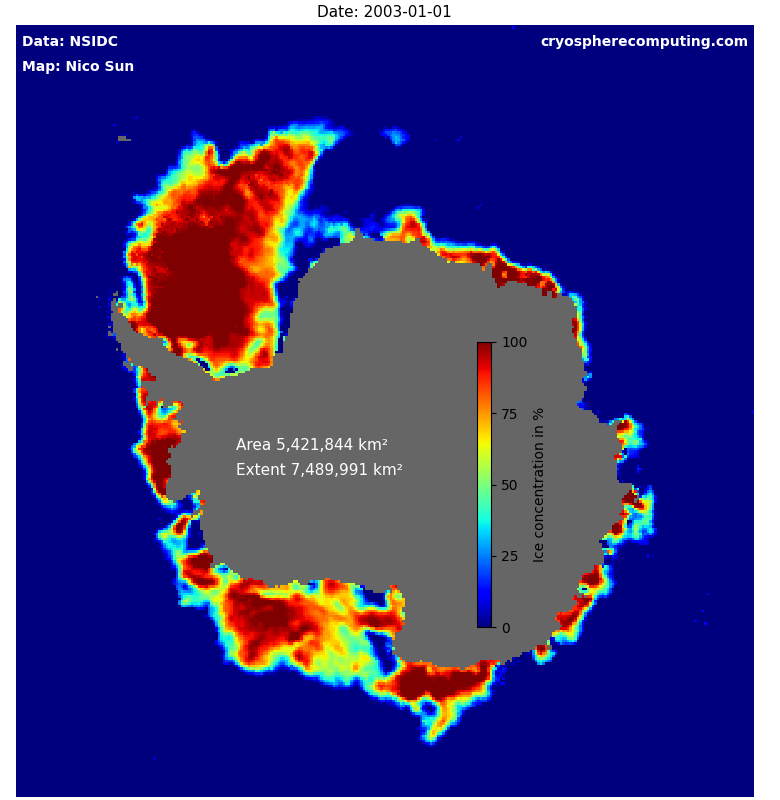 Date: 2003-01-01
Data: NSIDC
cryospherecomputing.com
Map: Nico Sun
100
75
50
25
0
Ice concentration in %
Area 5,421,844 km²
Extent 7,489,991 km²